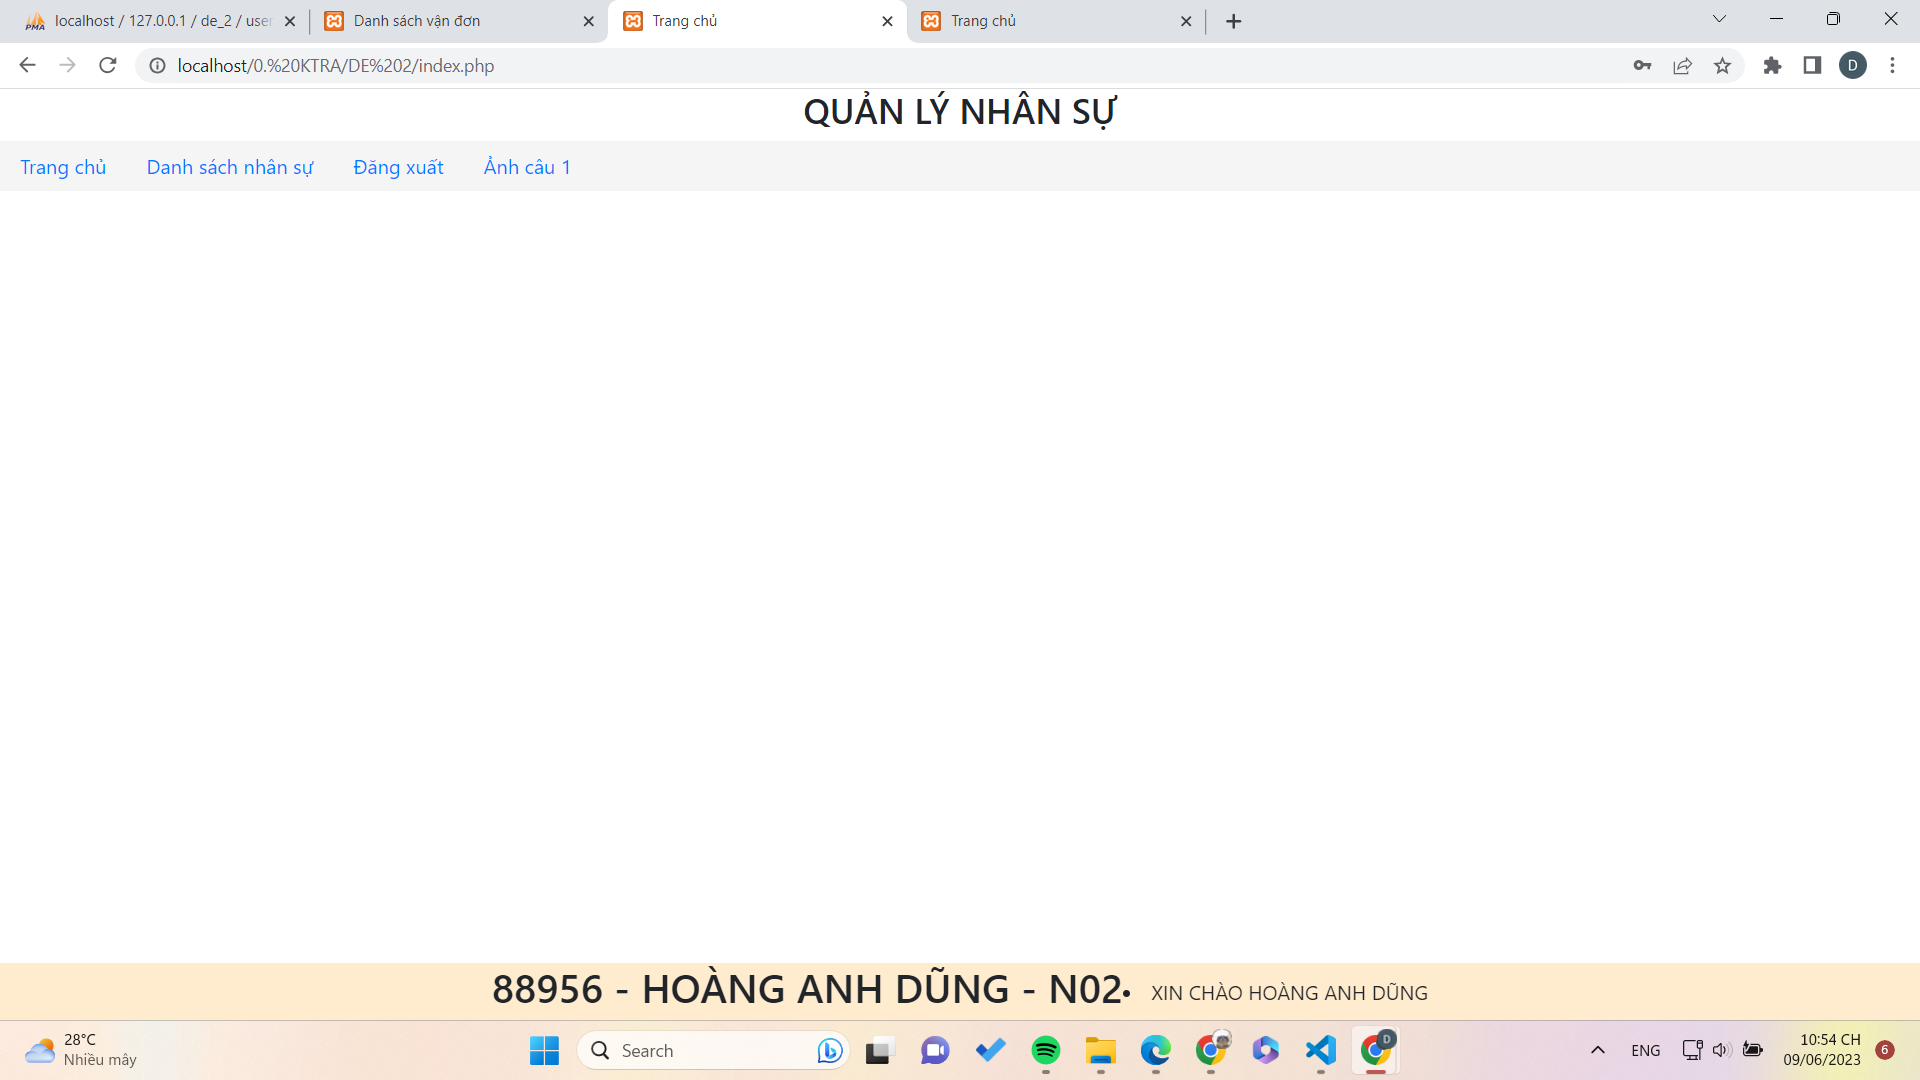 localhost / 127.0.0.1 / de_2 / user
Danh sách vận đơn
Trang chủ
Trang chủ
localhost/0.%20KTRA/DE%202/index.php
D
QUẢN LÝ NHÂN SỰ
Trang chủ
Danh sách nhân sự
Đăng xuất
Ảnh câu 1
88956 - HOÀNG ANH DŨNG - N02
• XIN CHÀO HOÀNG ANH DŨNG
28°C
Nhiều mây
Search
D
ENG
10:54 CH
09/06/2023
6